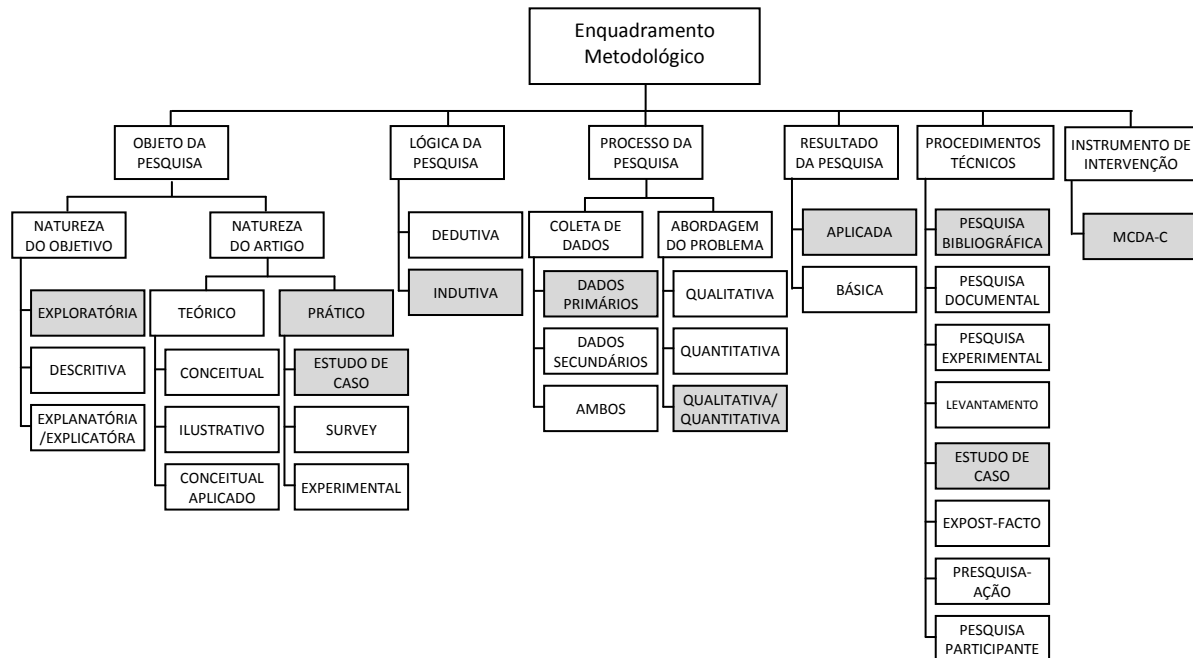 Enquadramento
Metodológico
OBJETO DA
PESQUISA
LÓGICA DA
PESQUISA
PROCESSO DA
PESQUISA
RESULTADO
DA PESQUISA
PROCEDIMENTOS
TÉCNICOS
INSTRUMENTO DE
INTERVENÇÃO
NATUREZA
DO OBJETIVO
NATUREZA
DO ARTIGO
EXPLORATÓRIA
DESCRITIVA
EXPLANATÓRIA
/EXPLICATÓRA
TEÓRICO
CONCEITUAL
ILUSTRATIVO
CONCEITUAL
APLICADO
PRÁTICO
ESTUDO DE
CASO
SURVEY
EXPERIMENTAL
DEDUTIVA
INDUTIVA
COLETA DE
DADOS
DADOS
PRIMÁRIOS
DADOS
SECUNDÁRIOS
AMBOS
ABORDAGEM
DO PROBLEMA
QUALITATIVA
QUANTITATIVA
QUALITATIVA/
QUANTITATIVA
APLICADA
BÁSICA
PESQUISA
BIBLIOGRÁFICA
PESQUISA
DOCUMENTAL
PESQUISA
EXPERIMENTAL
LEVANTAMENTO
ESTUDO DE
CASO
EXPOST-FACTO
PRESQUISA-
AÇÃO
PESQUISA
PARTICIPANTE
MCDA-C